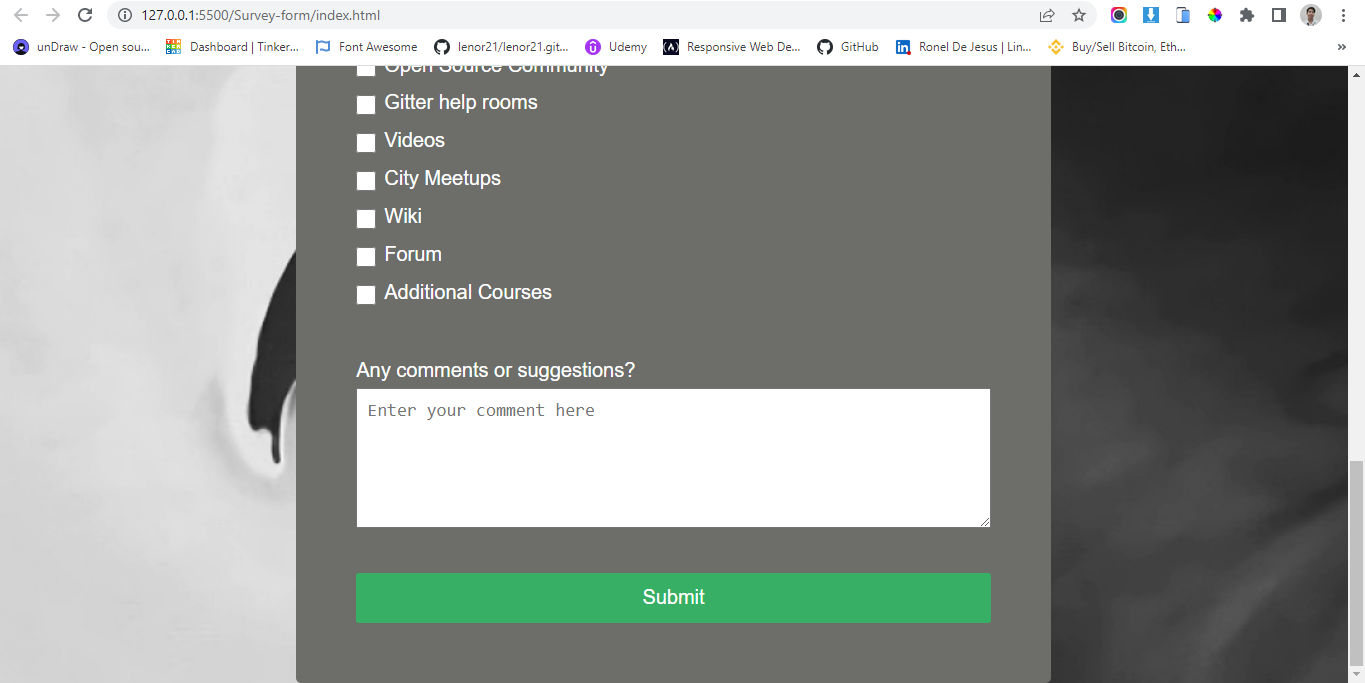 127.0.0.1:5500/Survey-form/index.html
unDraw - Open sou... Dashboard | Tinker... Font Awesome lenor21/lenor21.git... Udemy Responsive Web De... GitHub Ronel De Jesus | Lin... Buy/Sell Bitcoin, Eth... »
Open Source Community
Gitter help rooms
Videos
City Meetups
Wiki
Forum
Additional Courses
Any comments or suggestions?
Enter your comment here
Submit